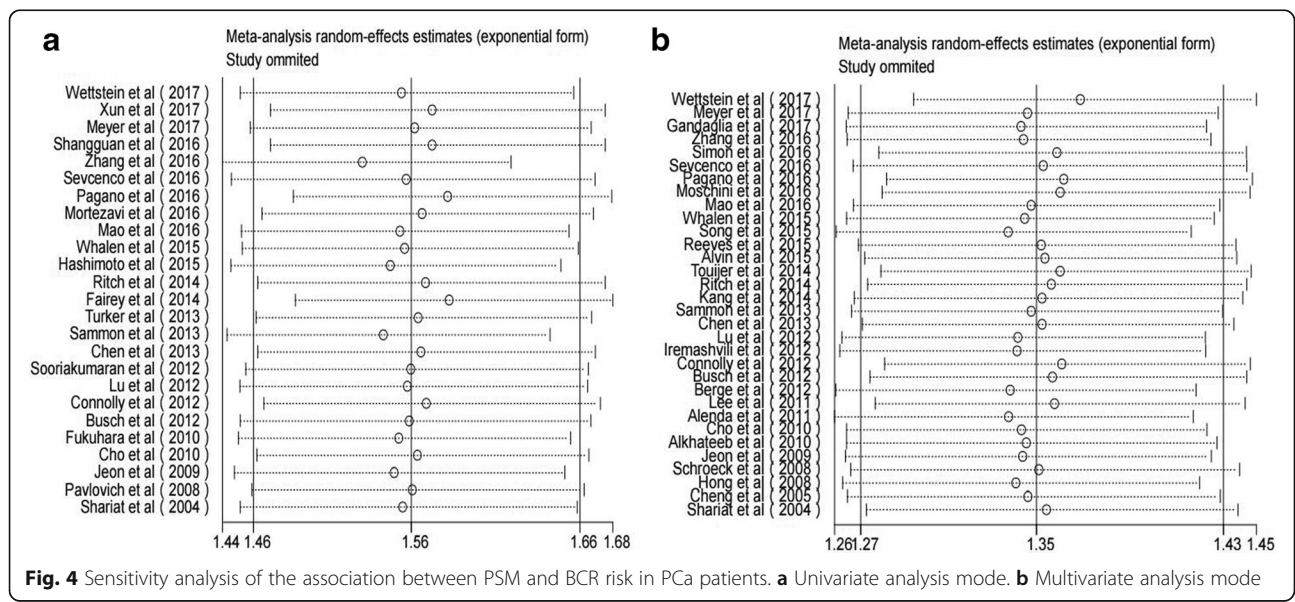 a
Meta-analysis random-effects estimates (exponential form)
Study ommited
Wettstein et al ( 2017 )
Xun et al ( 2017 )
Meyer et al ( 2017 )
Shangguan et al ( 2016 )
Zhang et al ( 2016 )
Sevcenco et al ( 2016 )
Pagano et al ( 2016 )
Mortezavi et al ( 2016 )
Mao et al ( 2016 )
Whalen et al ( 2015 )
Hashimoto et al ( 2015 )
Ritch et al ( 2014 )
Fairey et al ( 2014 )
Turker et al ( 2013 )
Sammon et al ( 2013 )
Chen et al ( 2013 )
Sooriakumaran et al ( 2012 )
Lu et al ( 2012 )
Connolly et al ( 2012 )
Busch et al ( 2012 )
Fukuhara et al ( 2010 )
Cho et al ( 2010 )
Jeon et al ( 2009 )
Pavlovich et al ( 2008 )
Shariat et al ( 2004 )
1.44 1.46 1.56 1.66 1.68
b
Meta-analysis random-effects estimates (exponential form)
Study ommited
Wettstein et al ( 2017 )
Meyer et al ( 2017 )
Gandaglia et al ( 2017 )
Zhang et al ( 2016 )
Simon et al ( 2016 )
Sevcenco et al ( 2016 )
Pagano et al ( 2016 )
Moschini et al ( 2016 )
Mao et al ( 2016 )
Whalen et al ( 2015 )
Song et al ( 2015 )
Reeves et al ( 2015 )
Alvin et al ( 2015 )
Touijer et al ( 2014 )
Ritch et al ( 2014 )
Kang et al ( 2014 )
Sammon et al ( 2013 )
Chen et al ( 2013 )
Lu et al ( 2012 )
Iremashvili et al ( 2012 )
Connolly et al ( 2012 )
Busch et al ( 2012 )
Berge et al ( 2012 )
Lee et al ( 2011 )
Alenda et al ( 2011 )
Cho et al ( 2010 )
Alkhateeb et al ( 2010 )
Jeon et al ( 2009 )
Schroeck et al ( 2008 )
Hong et al ( 2008 )
Cheng et al ( 2005 )
Shariat et al ( 2004 )
1.26 1.27 1.35 1.43 1.45
Fig. 4 Sensitivity analysis of the association between PSM and BCR risk in PCa patients. a Univariate analysis mode. b Multivariate analysis mode